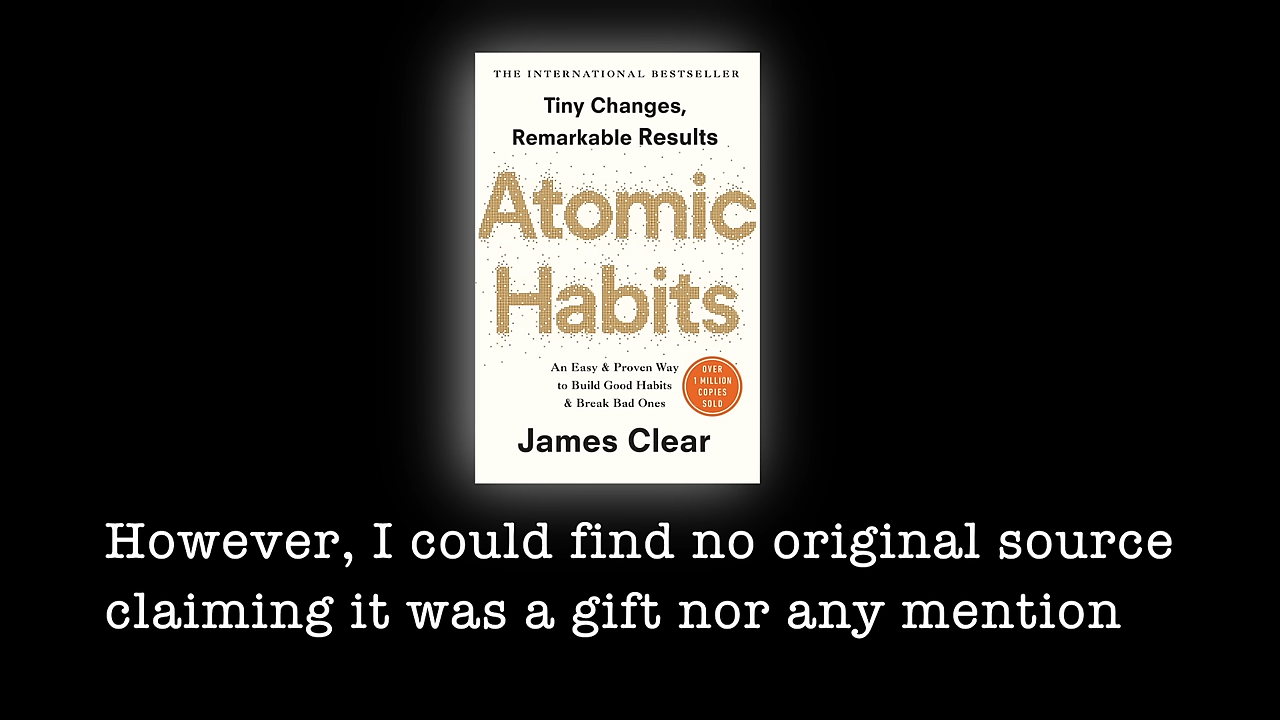 THE INTERNATIONAL BESTSELLER
Tiny Changes,
Remarkable Results
Atomic
Habits
An Easy & Proven Way
to Build Good Habits
& Break Bad Ones
OVER
1 MILLION
COPIES
SOLD
James Clear
However, I could find no original source
claiming it was a gift nor any mention